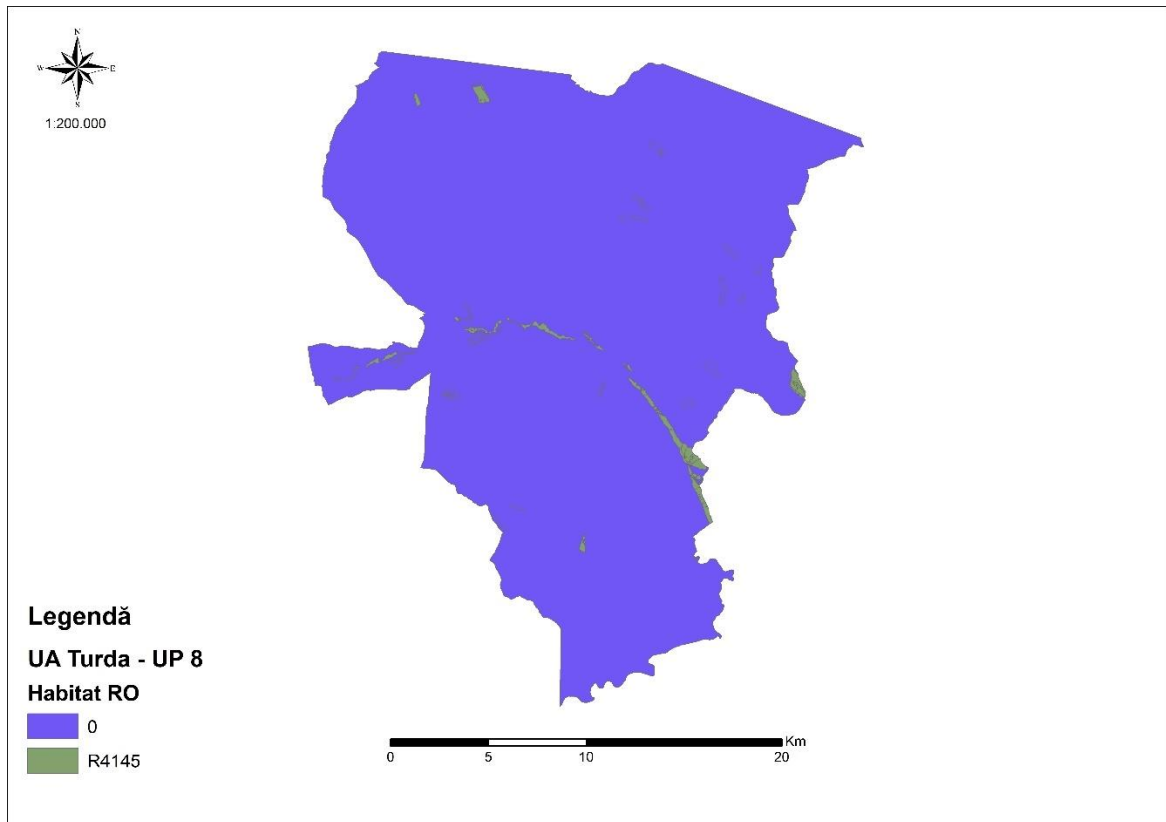 N
W E
S
1:200.000
Legendă
UA Turda - UP 8
Habitat RO
0
R4145
Km
0 5 10 20